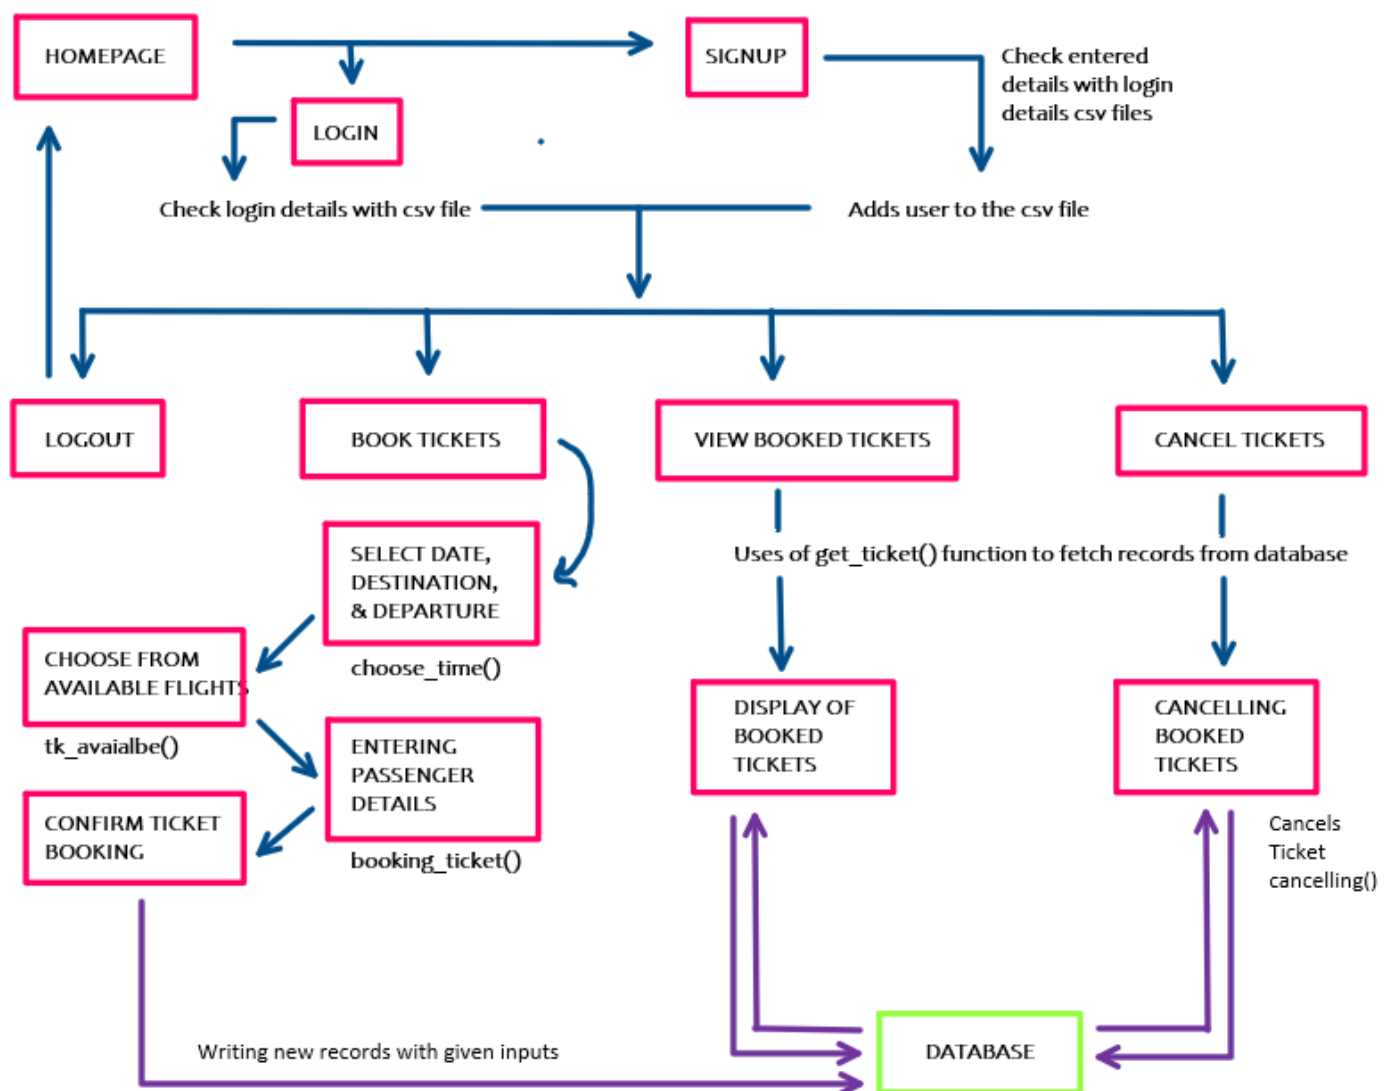 HOMEPAGE
SIGNUP
Check entered
details with login
details csv files
LOGIN
Check login details with csv file
Adds user to the csv file
LOGOUT
BOOK TICKETS
VIEW BOOKED TICKETS
CANCEL TICKETS
SELECT DATE,
DESTINATION,
& DEPARTURE
choose_time()
Uses of get_ticket() function to fetch records from database
CHOOSE FROM
AVAILABLE FLIGHTS
tk_avaialbe()
ENTERING
PASSENGER
DETAILS
booking_ticket()
CONFIRM TICKET
BOOKING
DISPLAY OF
BOOKED
TICKETS
CANCELLING
BOOKED
TICKETS
Cancels
Ticket
cancelling()
Writing new records with given inputs
DATABASE